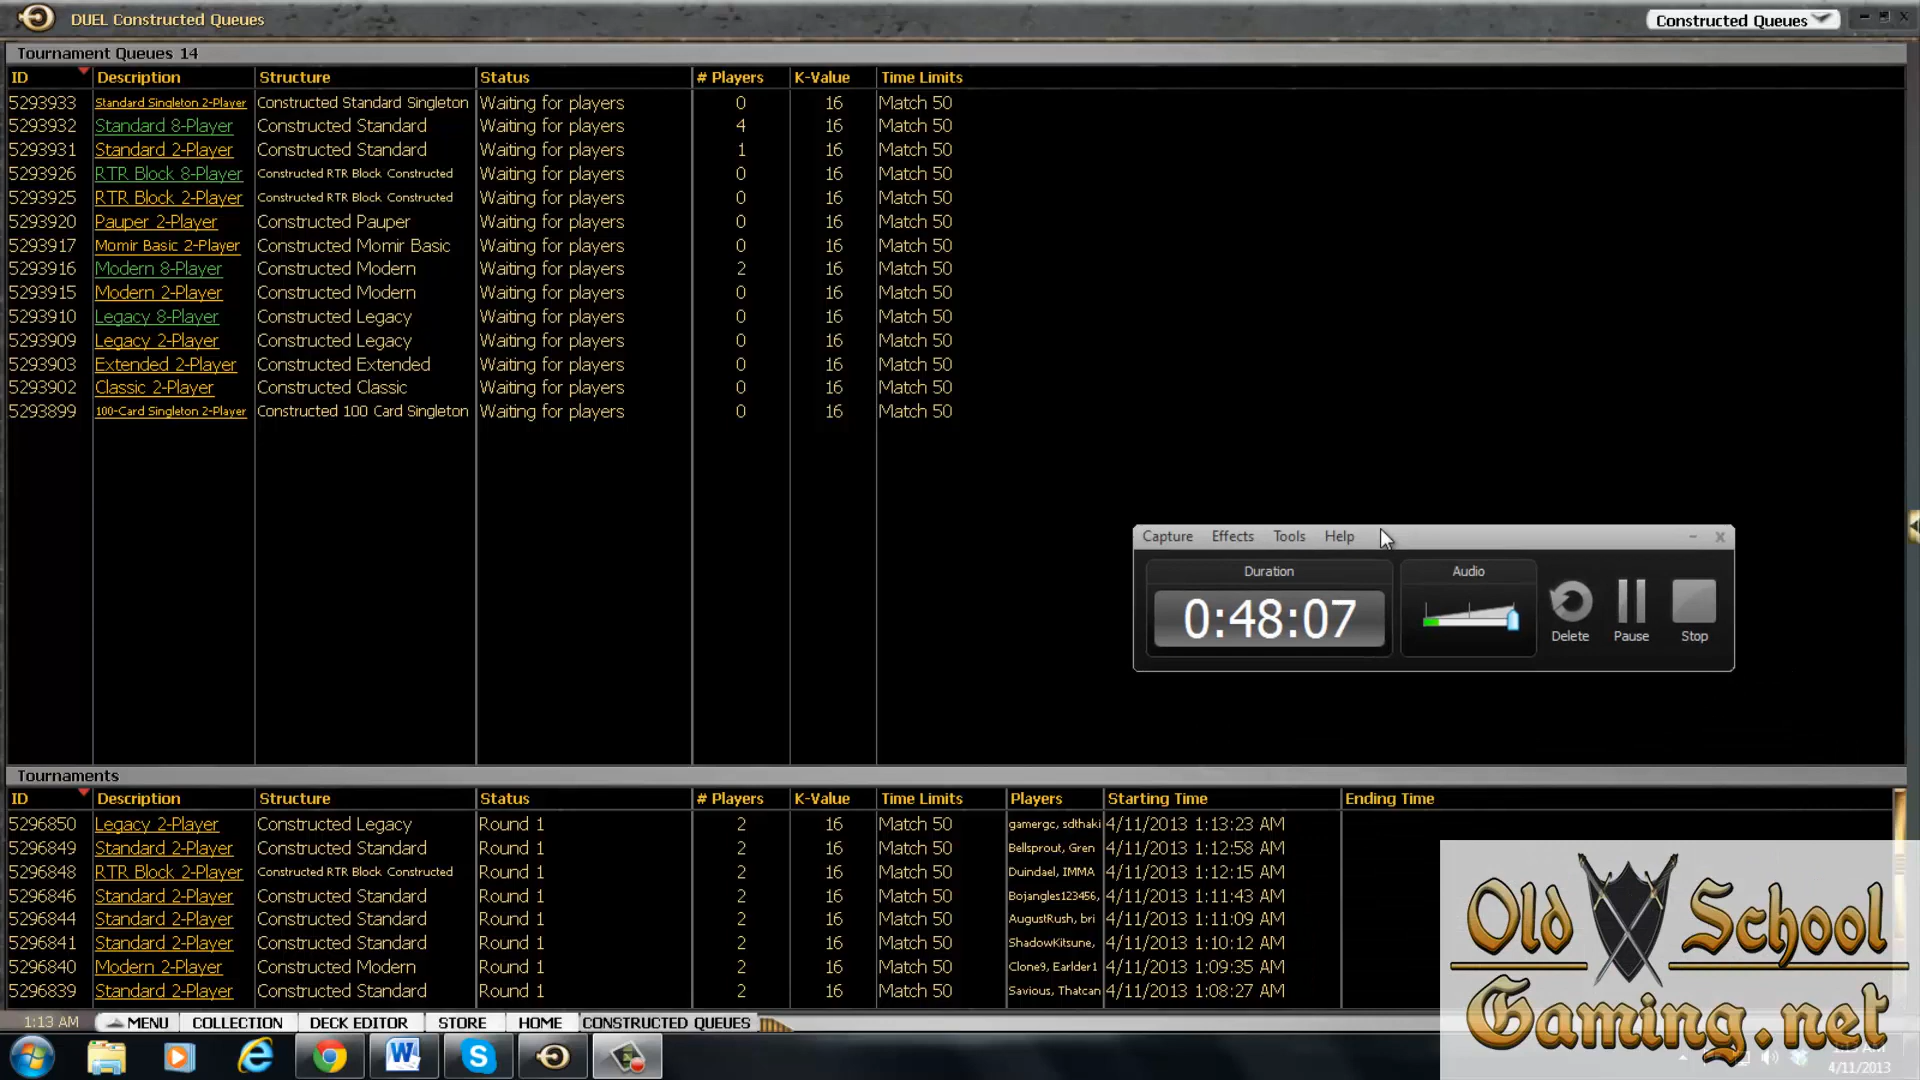 DUEL Constructed Queues
Constructed Queues
Tournament Queues 14
ID Description Structure Status # Players K-Value Time Limits
5293933 Standard Singleton 2-Player Constructed Standard Singleton Waiting for players 0 16 Match 50
5293932 Standard 8-Player Constructed Standard Waiting for players 4 16 Match 50
5293931 Standard 2-Player Constructed Standard Waiting for players 1 16 Match 50
5293926 RTR Block 8-Player Constructed RTR Block Constructed Waiting for players 0 16 Match 50
5293925 RTR Block 2-Player Constructed RTR Block Constructed Waiting for players 0 16 Match 50
5293920 Pauper 2-Player Constructed Pauper Waiting for players 0 16 Match 50
5293917 Momir Basic 2-Player Constructed Momir Basic Waiting for players 0 16 Match 50
5293916 Modern 8-Player Constructed Modern Waiting for players 2 16 Match 50
5293915 Modern 2-Player Constructed Modern Waiting for players 0 16 Match 50
5293910 Legacy 8-Player Constructed Legacy Waiting for players 0 16 Match 50
5293909 Legacy 2-Player Constructed Legacy Waiting for players 0 16 Match 50
5293903 Extended 2-Player Constructed Extended Waiting for players 0 16 Match 50
5293902 Classic 2-Player Constructed Classic Waiting for players 0 16 Match 50
5293899 100-Card Singleton 2-Player Constructed 100 Card Singleton Waiting for players 0 16 Match 50
Capture Effects Tools Help
Duration Audio
0:48:07
Delete Pause Stop
Tournaments
ID Description Structure Status # Players K-Value Time Limits Players Starting Time Ending Time
5296850 Legacy 2-Player Constructed Legacy Round 1 2 16 Match 50 gamergc, sdthaki 4/11/2013 1:13:23 AM
5296849 Standard 2-Player Constructed Standard Round 1 2 16 Match 50 Bellsprout, Gren 4/11/2013 1:12:58 AM
5296848 RTR Block 2-Player Constructed RTR Block Constructed Round 1 2 16 Match 50 Duindael, IMMA 4/11/2013 1:12:15 AM
5296846 Standard 2-Player Constructed Standard Round 1 2 16 Match 50 Bojangles123456, 4/11/2013 1:11:43 AM
5296844 Standard 2-Player Constructed Standard Round 1 2 16 Match 50 AugustRush, bri 4/11/2013 1:11:09 AM
5296841 Standard 2-Player Constructed Standard Round 1 2 16 Match 50 ShadowKitsune, 4/11/2013 1:10:12 AM
5296840 Modern 2-Player Constructed Modern Round 1 2 16 Match 50 Clone9, Earlder1 4/11/2013 1:09:35 AM
5296839 Standard 2-Player Constructed Standard Round 1 2 16 Match 50 Savious, Thatcan 4/11/2013 1:08:27 AM
Old School
Gaming.net
1:13 AM MENU COLLECTION DECK EDITOR STORE HOME CONSTRUCTED QUEUES
1:13 AM
4/11/2013